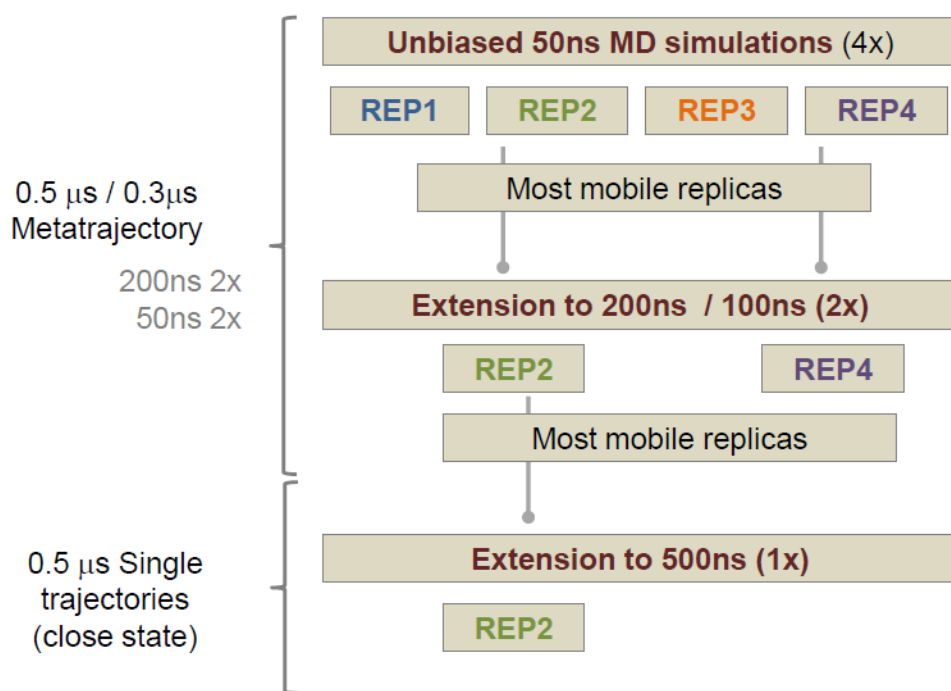 Unbiased 50ns MD simulations (4x)
REP1 REP2 REP3 REP4
Most mobile replicas
0.5 μs / 0.3μs
Metatrajectory
200ns 2x
50ns 2x
Extension to 200ns / 100ns (2x)
REP2 REP4
Most mobile replicas
0.5 μs Single
trajectories
(close state)
Extension to 500ns (1x)
REP2